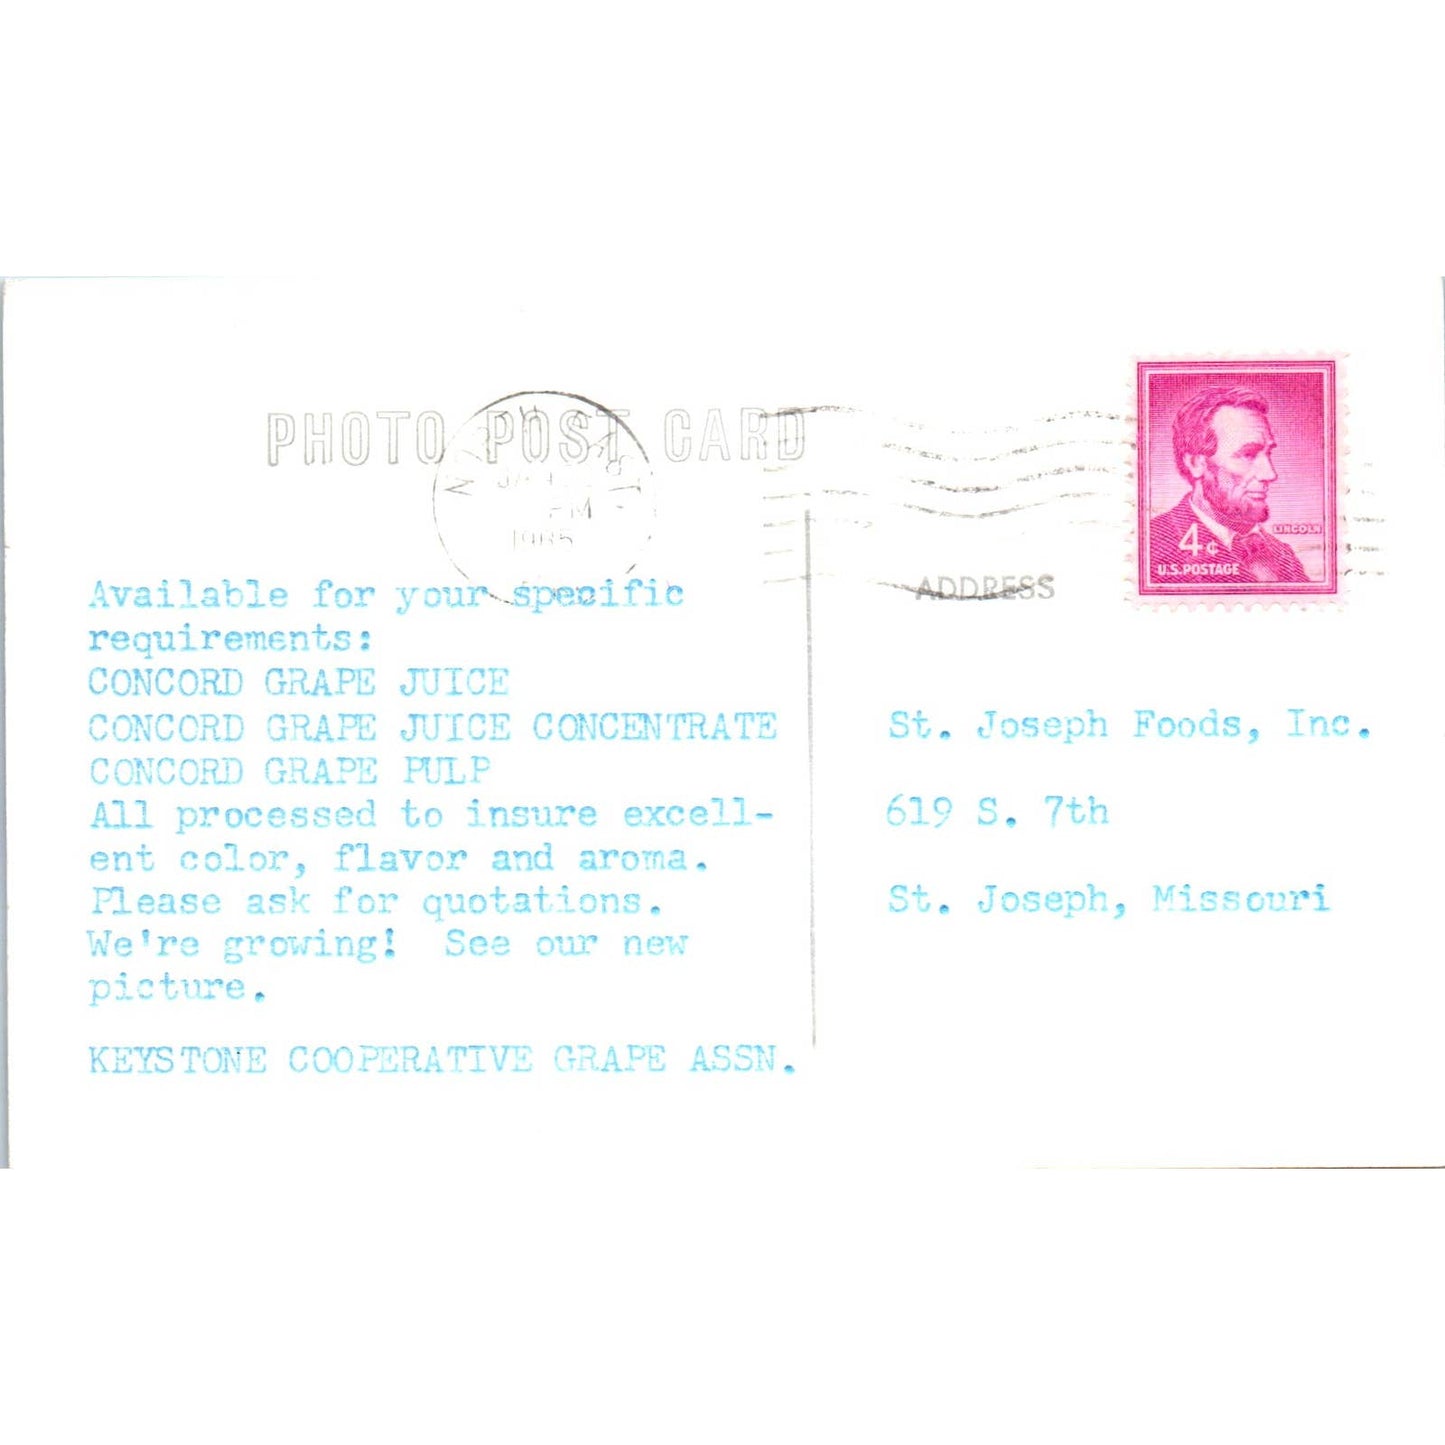 PHOTO POST CARD
PM
1965
LINCOLN
4¢
U.S. POSTAGE
ADDRESS
Available for your specific
requirements:
CONCORD GRAPE JUICE
CONCORD GRAPE JUICE CONCENTRATE
CONCORD GRAPE PULP
All processed to insure excell-
ent color, flavor and aroma.
Please ask for quotations.
We're growing! See our new
picture.
KEYSTONE COOPERATIVE GRAPE ASSN.
St. Joseph Foods, Inc.
619 S. 7th
St. Joseph, Missouri